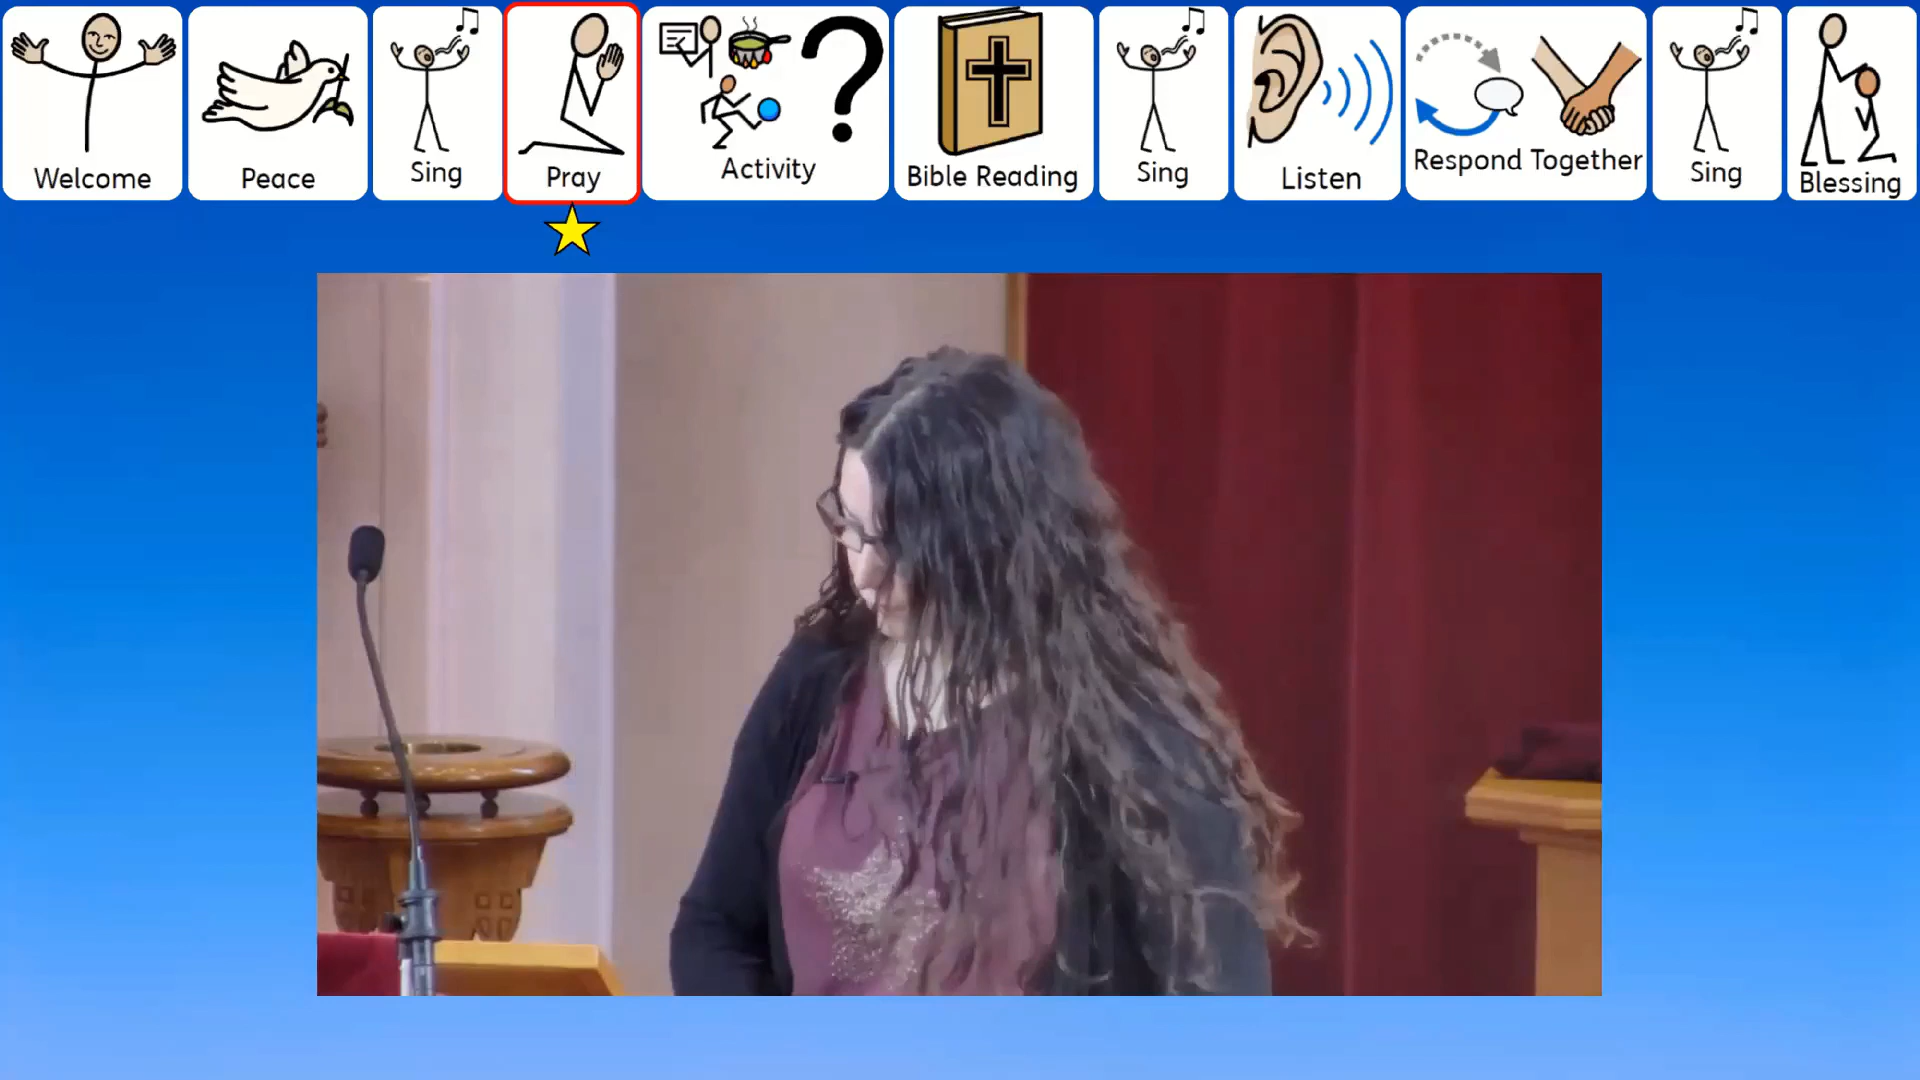 Welcome
Peace
Sing
Pray
Activity
Bible Reading
Sing
Listen
Respond Together
Sing
Blessing